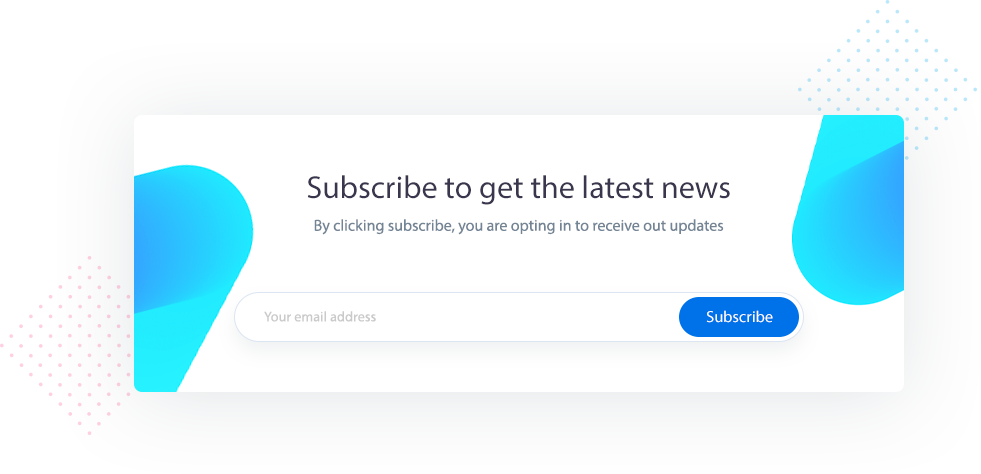 Subscribe to get the latest news
By clicking subscribe, you are opting in to receive out updates
Your email address
Subscribe